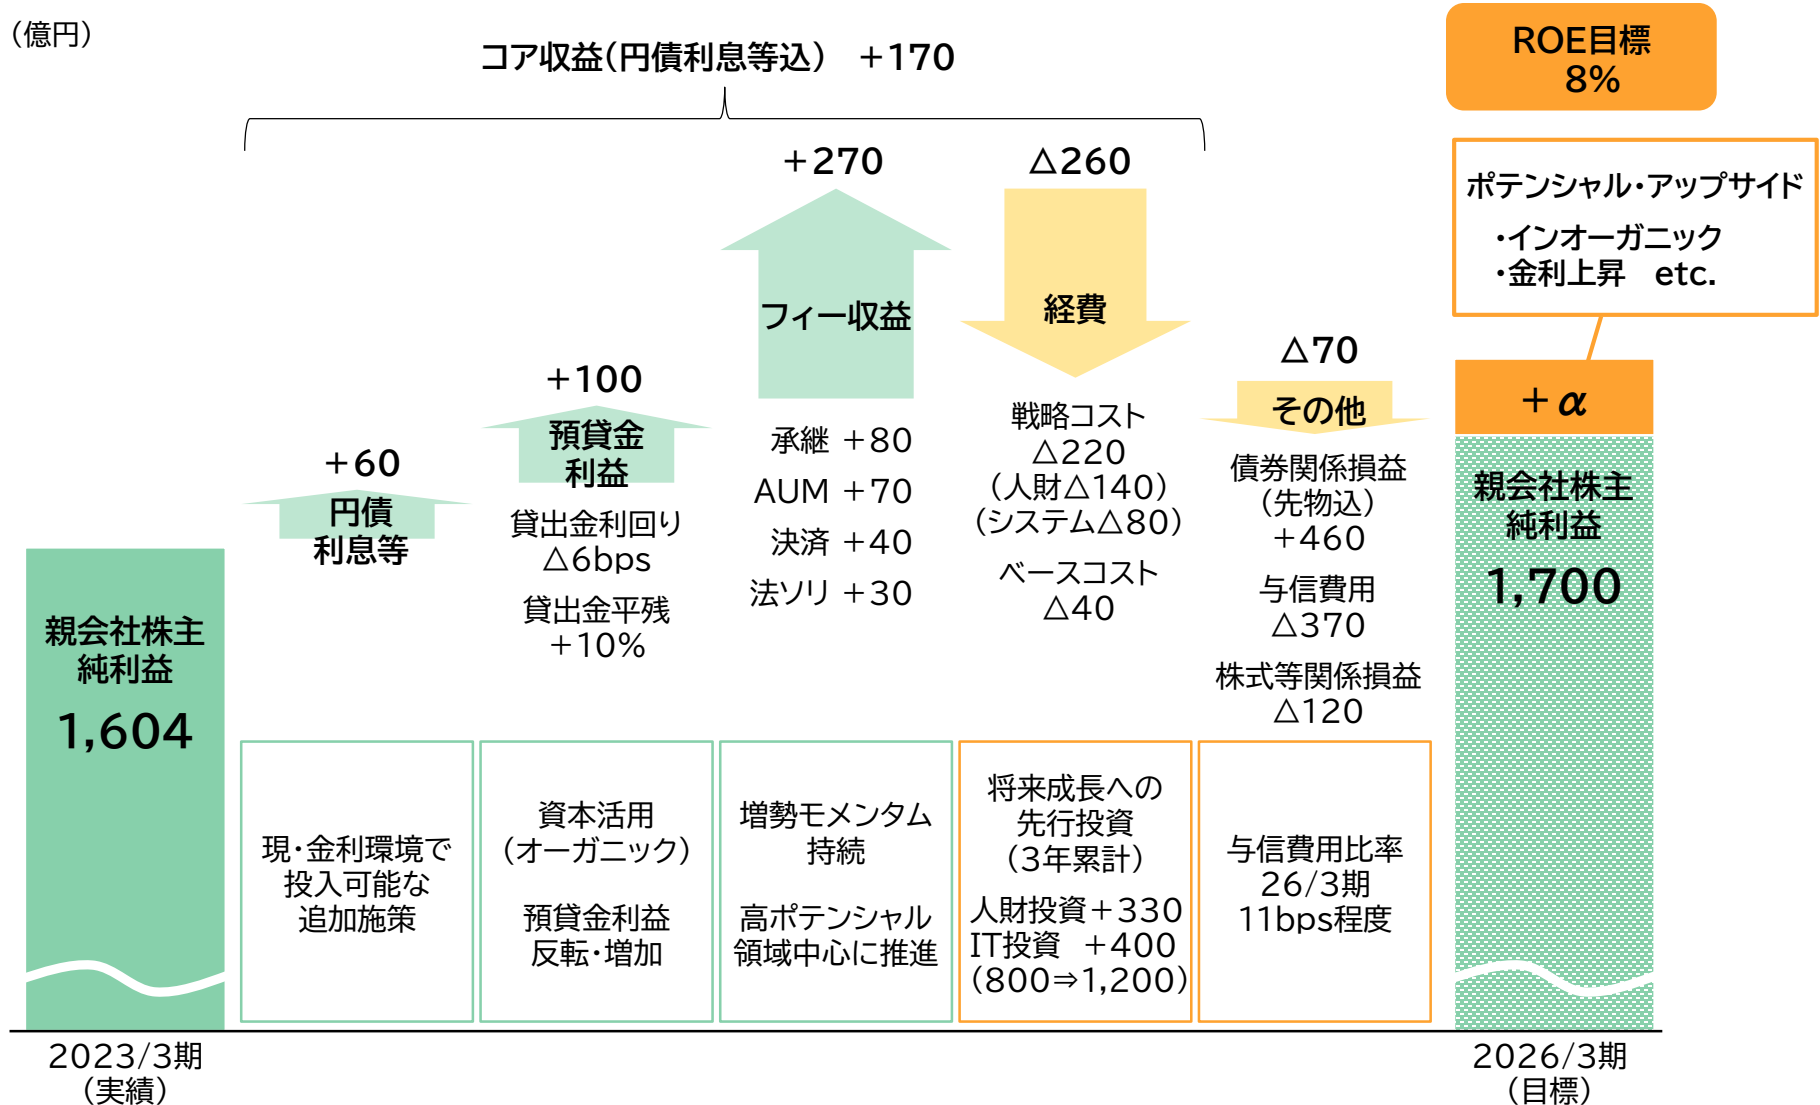 （億円）
コア収益（円債利息等込）　＋170
ROE目標
8%
ポテンシャル・アップサイド
・インオーガニック
・金利上昇　etc.
2023/3期
（実績）
親会社株主
純利益
1,604
＋60
円債
利息等
現・金利環境で
投入可能な
追加施策
＋100
預貸金
利益
貸出金利回り
△6bps
貸出金平残
＋10%
資本活用
（オーガニック）
預貸金利益
反転・増加
＋270
フィー収益
承継 ＋80
AUM ＋70
決済 ＋40
法ソリ ＋30
増勢モメンタム
持続
高ポテンシャル
領域中心に推進
△260
経費
戦略コスト
△220
（人財△140）
（システム△80）
ベースコスト
△40
将来成長への
先行投資
（3年累計）
人財投資＋330
IT投資　＋400
（800⇒1,200）
△70
その他
債券関係損益
（先物込）
＋460
与信費用
△370
株式等関係損益
△120
与信費用比率
26/3期
11bps程度
＋α
親会社株主
純利益
1,700
2026/3期
（目標）